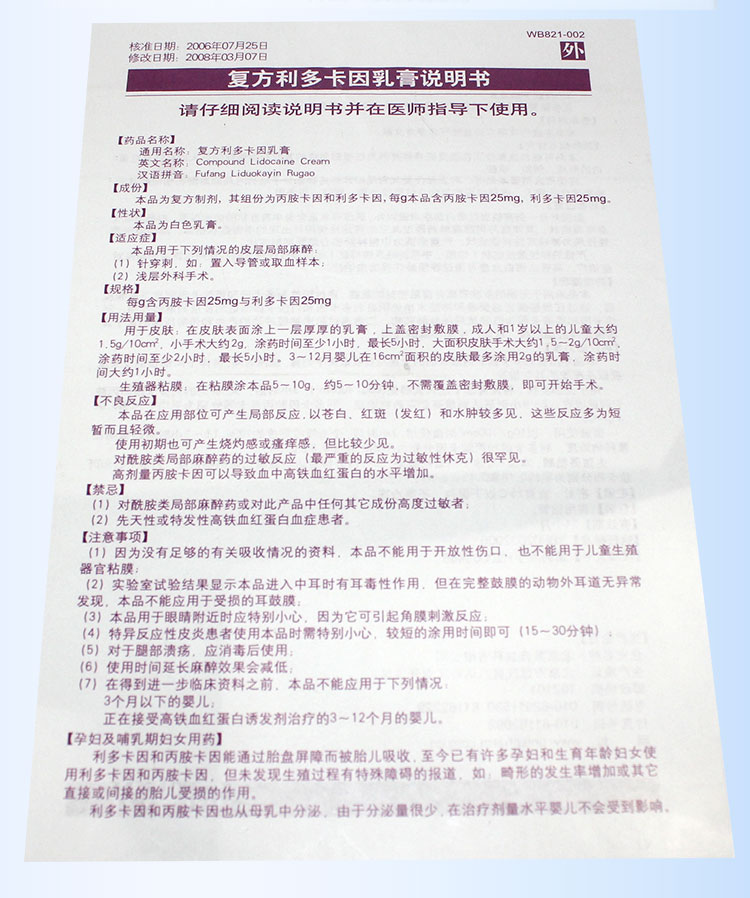 WB821-002
核准日期：2006年07月25日
修改日期：2008年03月07日
外
复方利多卡因乳膏说明书
请仔细阅读说明书并在医师指导下使用。
【药品名称】
通用名称：复方利多卡因乳膏
英文名称：Compound Lidocaine Cream
汉语拼音：Fufang Liduokayin Rugao
【成份】
本品为复方制剂，其组份为丙胺卡因和利多卡因，每g本品含丙胺卡因25mg，利多卡因25mg。
【性状】
本品为白色乳膏。
【适应症】
本品用于下列情况的皮层局部麻醉：
（1）针穿刺，如：置入导管或取血样本；
（2）浅层外科手术。
【规格】
每g含丙胺卡因25mg与利多卡因25mg
【用法用量】
用于皮肤：在皮肤表面涂上一层厚厚的乳膏，上盖密封敷膜，成人和1岁以上的儿童大约
1.5g/10cm²，小手术大约2g，涂药时间至少1小时，最长5小时，大面积皮肤手术大约1.5～2g/10cm²，
涂药时间至少2小时，最长5小时。3～12月婴儿在16cm²面积的皮肤最多涂用2g的乳膏，涂药时
间大约1小时。
生殖器粘膜：在粘膜涂本品5～10g，约5～10分钟，不需覆盖密封敷膜，即可开始手术。
【不良反应】
本品在应用部位可产生局部反应，以苍白、红斑（发红）和水肿较多见，这些反应多为短
暂而且轻微。
使用初期也可产生烧灼感或瘙痒感，但比较少见。
对酰胺类局部麻醉药的过敏反应（最严重的反应为过敏性休克）很罕见。
高剂量丙胺卡因可以导致血中高铁血红蛋白的水平增加。
【禁忌】
（1）对酰胺类局部麻醉药或对此产品中任何其它成份高度过敏者；
（2）先天性或特发性高铁血红蛋白血症患者。
【注意事项】
（1）因为没有足够的有关吸收情况的资料，本品不能用于开放性伤口，也不能用于儿童生殖
器官粘膜；
（2）实验室试验结果显示本品进入中耳时有耳毒性作用，但在完整鼓膜的动物外耳道无异常
发现，本品不能应用于受损的耳鼓膜；
（3）本品用于眼睛附近时应特别小心，因为它可引起角膜刺激反应；
（4）特异反应性皮炎患者使用本品时需特别小心，较短的涂用时间即可（15～30分钟）；
（5）对于腿部溃疡，应消毒后使用；
（6）使用时间延长麻醉效果会减低；
（7）在得到进一步临床资料之前，本品不能应用于下列情况：
3个月以下的婴儿；
正在接受高铁血红蛋白诱发剂治疗的3～12个月的婴儿。
【孕妇及哺乳期妇女用药】
利多卡因和丙胺卡因能通过胎盘屏障而被胎儿吸收，至今已有许多孕妇和生育年龄妇女使
用利多卡因和丙胺卡因，但未发现生殖过程有特殊障碍的报道，如：畸形的发生率增加或其它
直接或间接的胎儿受损的作用。
利多卡因和丙胺卡因也从母乳中分泌，由于分泌量很少，在治疗剂量水平婴儿不会受到影响。